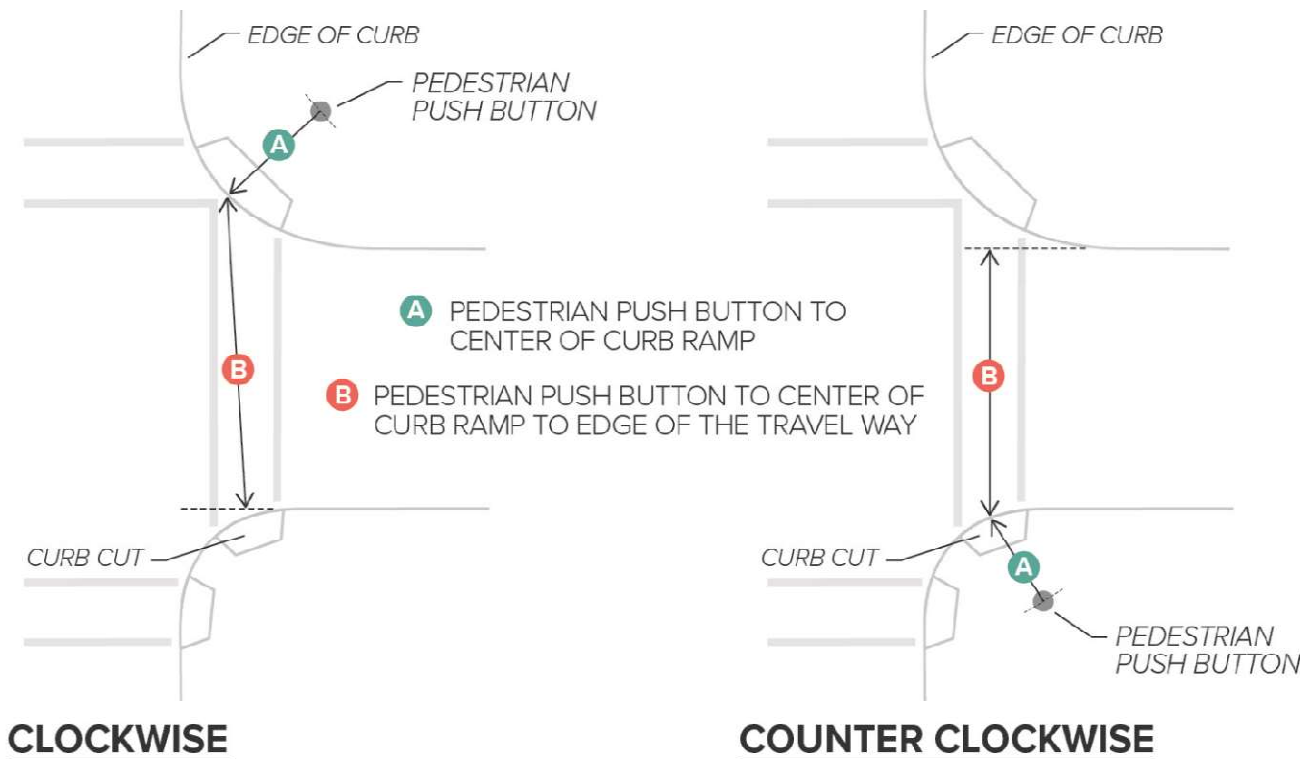 EDGE OF CURB
PEDESTRIAN
PUSH BUTTON
A
B
CURB CUT
CLOCKWISE
A PEDESTRIAN PUSH BUTTON TO
CENTER OF CURB RAMP
B PEDESTRIAN PUSH BUTTON TO CENTER OF
CURB RAMP TO EDGE OF THE TRAVEL WAY
EDGE OF CURB
B
CURB CUT
A
PEDESTRIAN
PUSH BUTTON
COUNTER CLOCKWISE